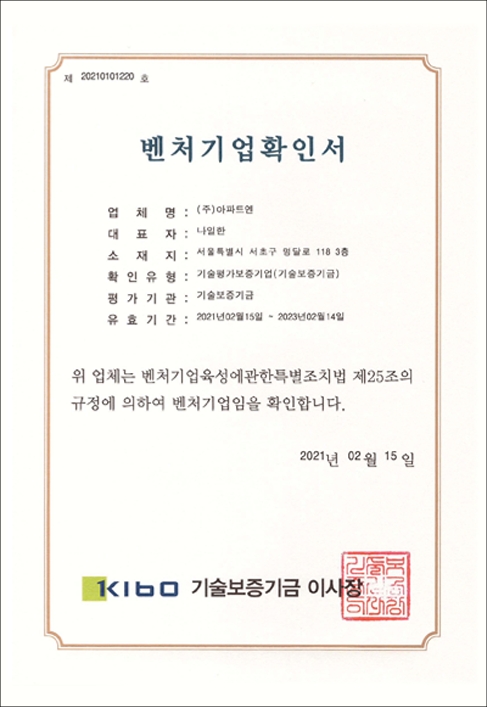 제 20210101220 호
벤처기업확인서
업 체 명 : (주)아파트엔
대 표 자 : 나일란
소 재 지 : 서울특별시 서초구 명달로 118 3층
확 인 유 형 : 기술평가보증기업(기술보증기금)
평 가 기 관 : 기술보증기금
유 효 기 간 : 2021년02월15일 ~ 2023년02월14일
위 업체는 벤처기업육성에관한특별조치법 제25조의
규정에 의하여 벤처기업임을 확인합니다.
2021년 02월 15일
KIBO 기술보증기금 이사장